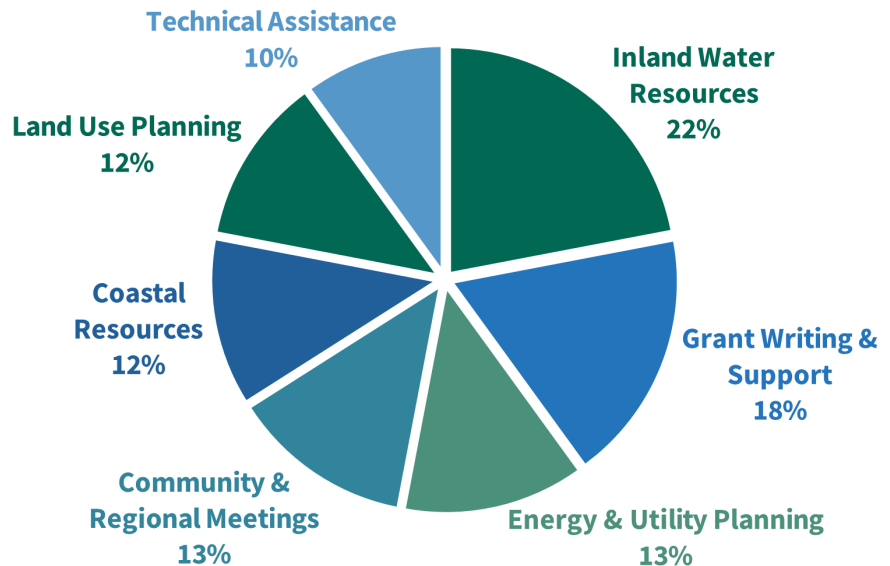 Technical Assistance
10%
Inland Water
Resources
22%
Land Use Planning
12%
Coastal
Resources
12%
Grant Writing &
Support
18%
Community &
Regional Meetings
13%
Energy & Utility Planning
13%